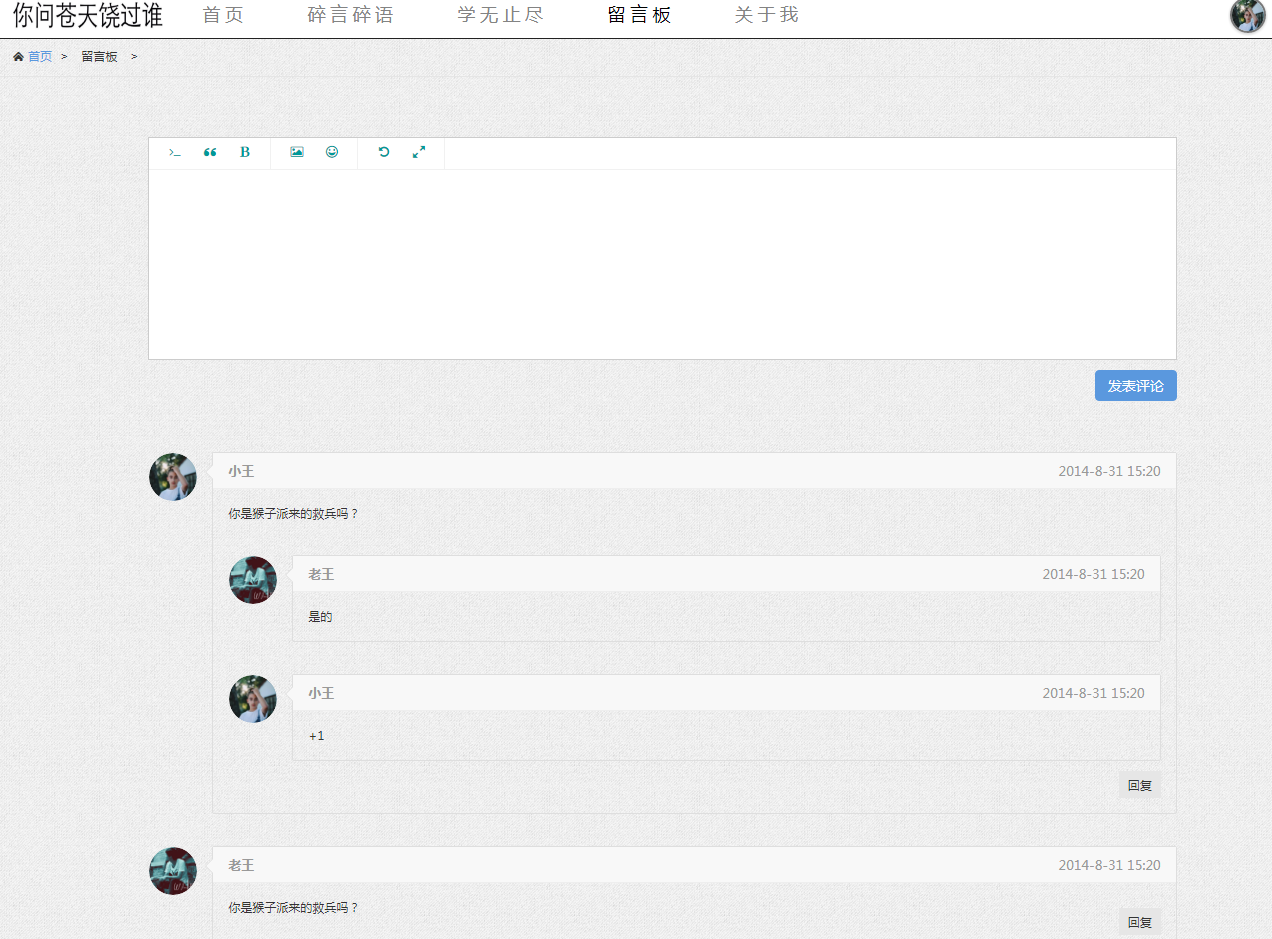 你问苍天饶过谁 首页 碎言碎语 学无止尽 留言板 关于我
首页 > 留言板 >
发表评论
小王 2014-8-31 15:20
你是猴子派来的救兵吗？
老王 2014-8-31 15:20
是的
小王 2014-8-31 15:20
+1
回复
老王 2014-8-31 15:20
你是猴子派来的救兵吗？
回复